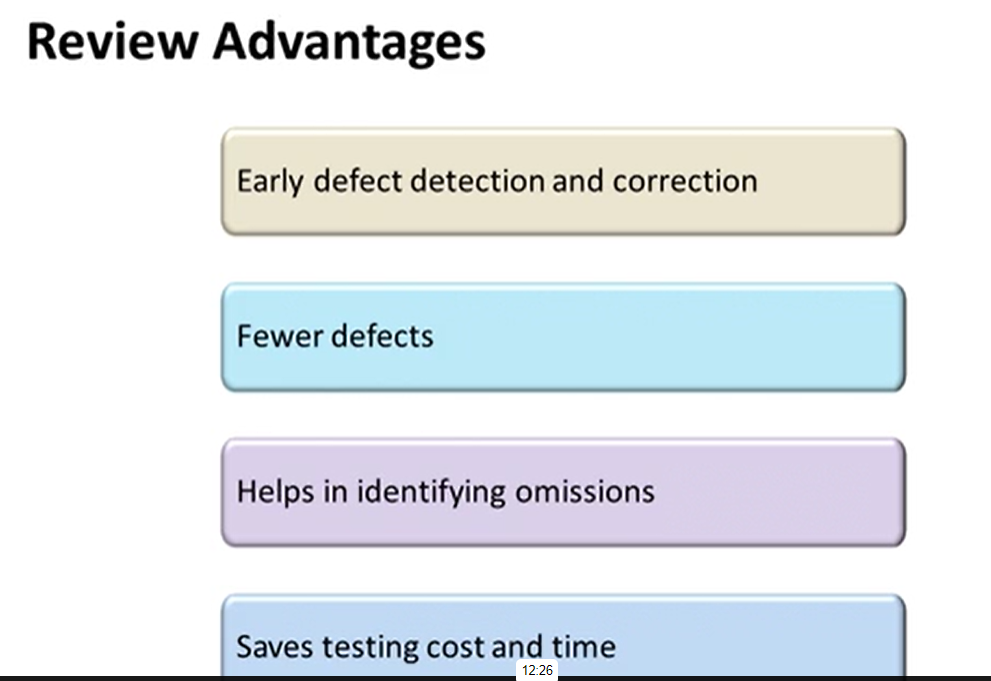 Review Advantages
Early defect detection and correction
Fewer defects
Helps in identifying omissions
Saves testing cost and time
12:26